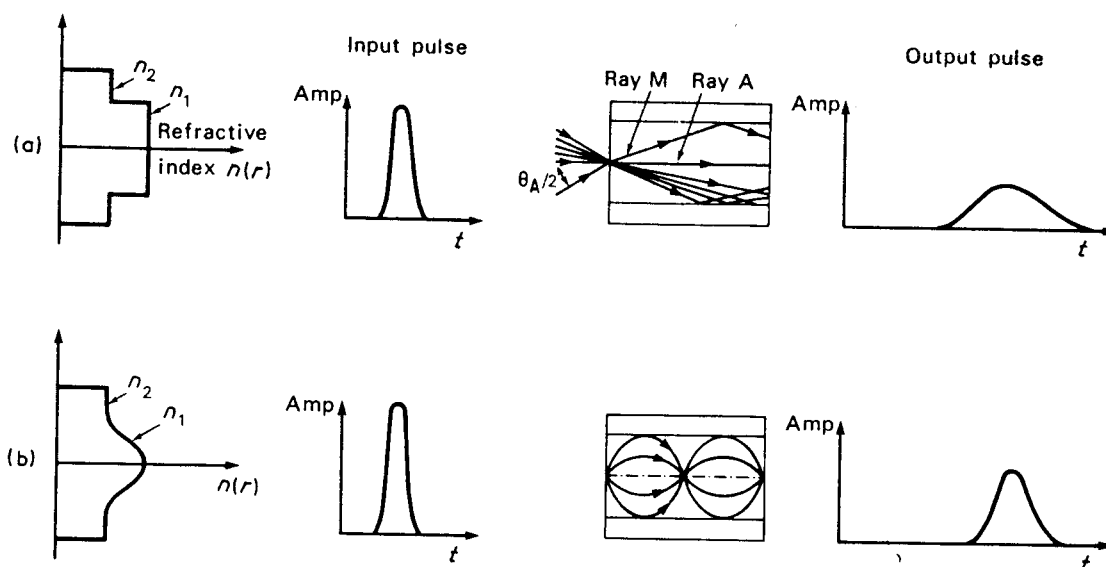 Input pulse
Output pulse
n₂
n₁
Ray M
Ray A
Amp
Amp
(a)
Refractive
index n(r)
θA/2
t
t
n₂
n₁
Amp
Amp
(b)
n(r)
t
t